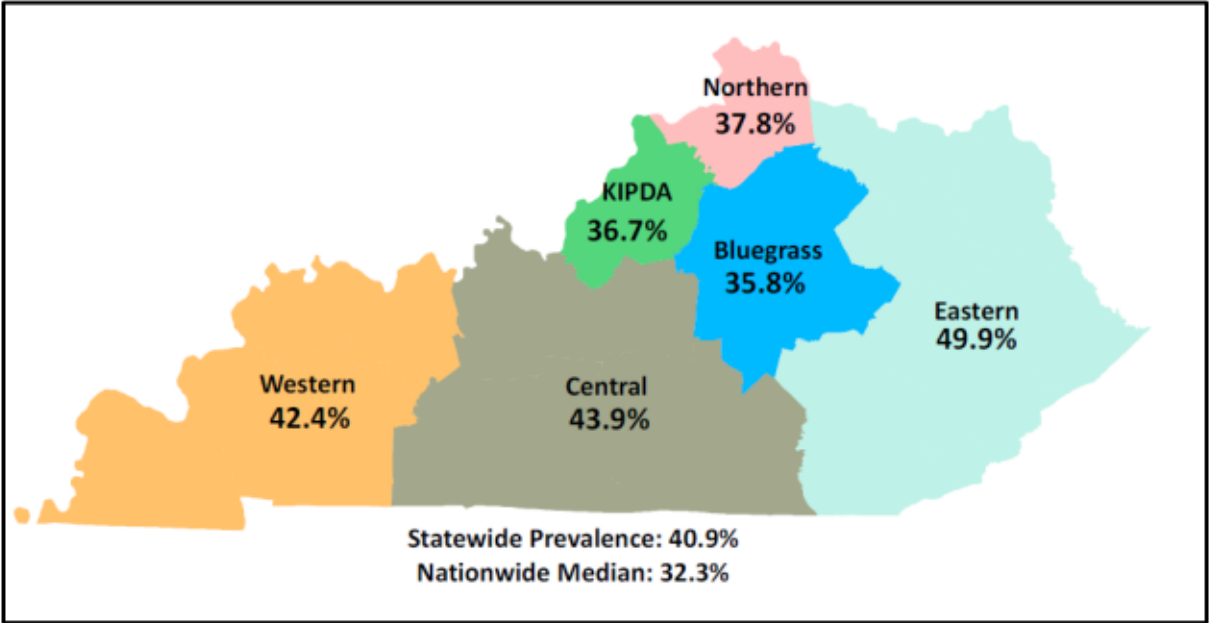 Northern
37.8%
KIPDA
36.7%
Bluegrass
35.8%
Eastern
49.9%
Western
42.4%
Central
43.9%
Statewide Prevalence: 40.9%
Nationwide Median: 32.3%